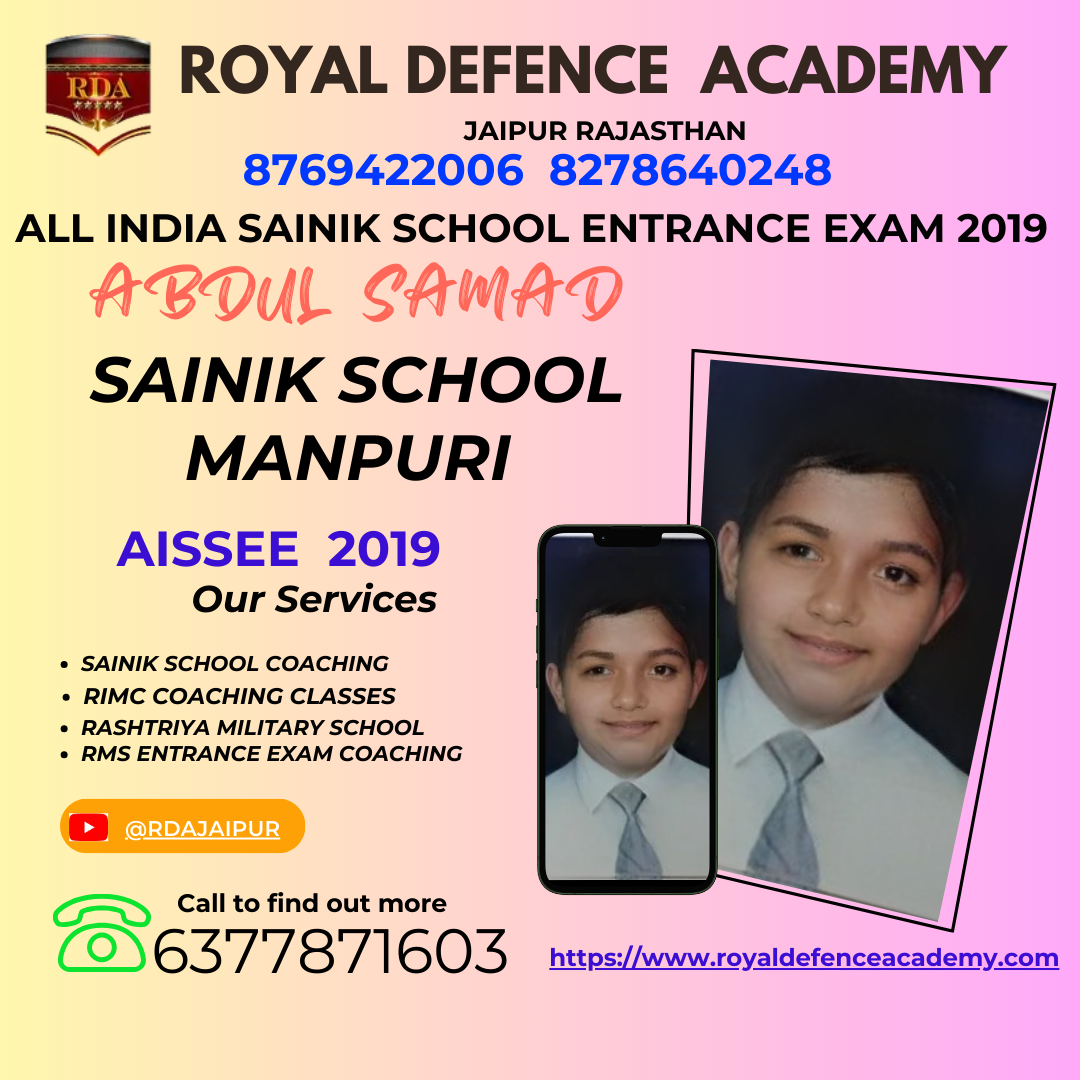 RDA
ROYAL DEFENCE ACADEMY
JAIPUR RAJASTHAN
8769422006 8278640248
ALL INDIA SAINIK SCHOOL ENTRANCE EXAM 2019
ABDUL SAMAD
SAINIK SCHOOL
MANPURI
AISSEE 2019
Our Services
• SAINIK SCHOOL COACHING
• RIMC COACHING CLASSES
• RASHTRIYA MILITARY SCHOOL
• RMS ENTRANCE EXAM COACHING
@RDAJAIPUR
Call to find out more
6377871603
https://www.royaldefenceacademy.com